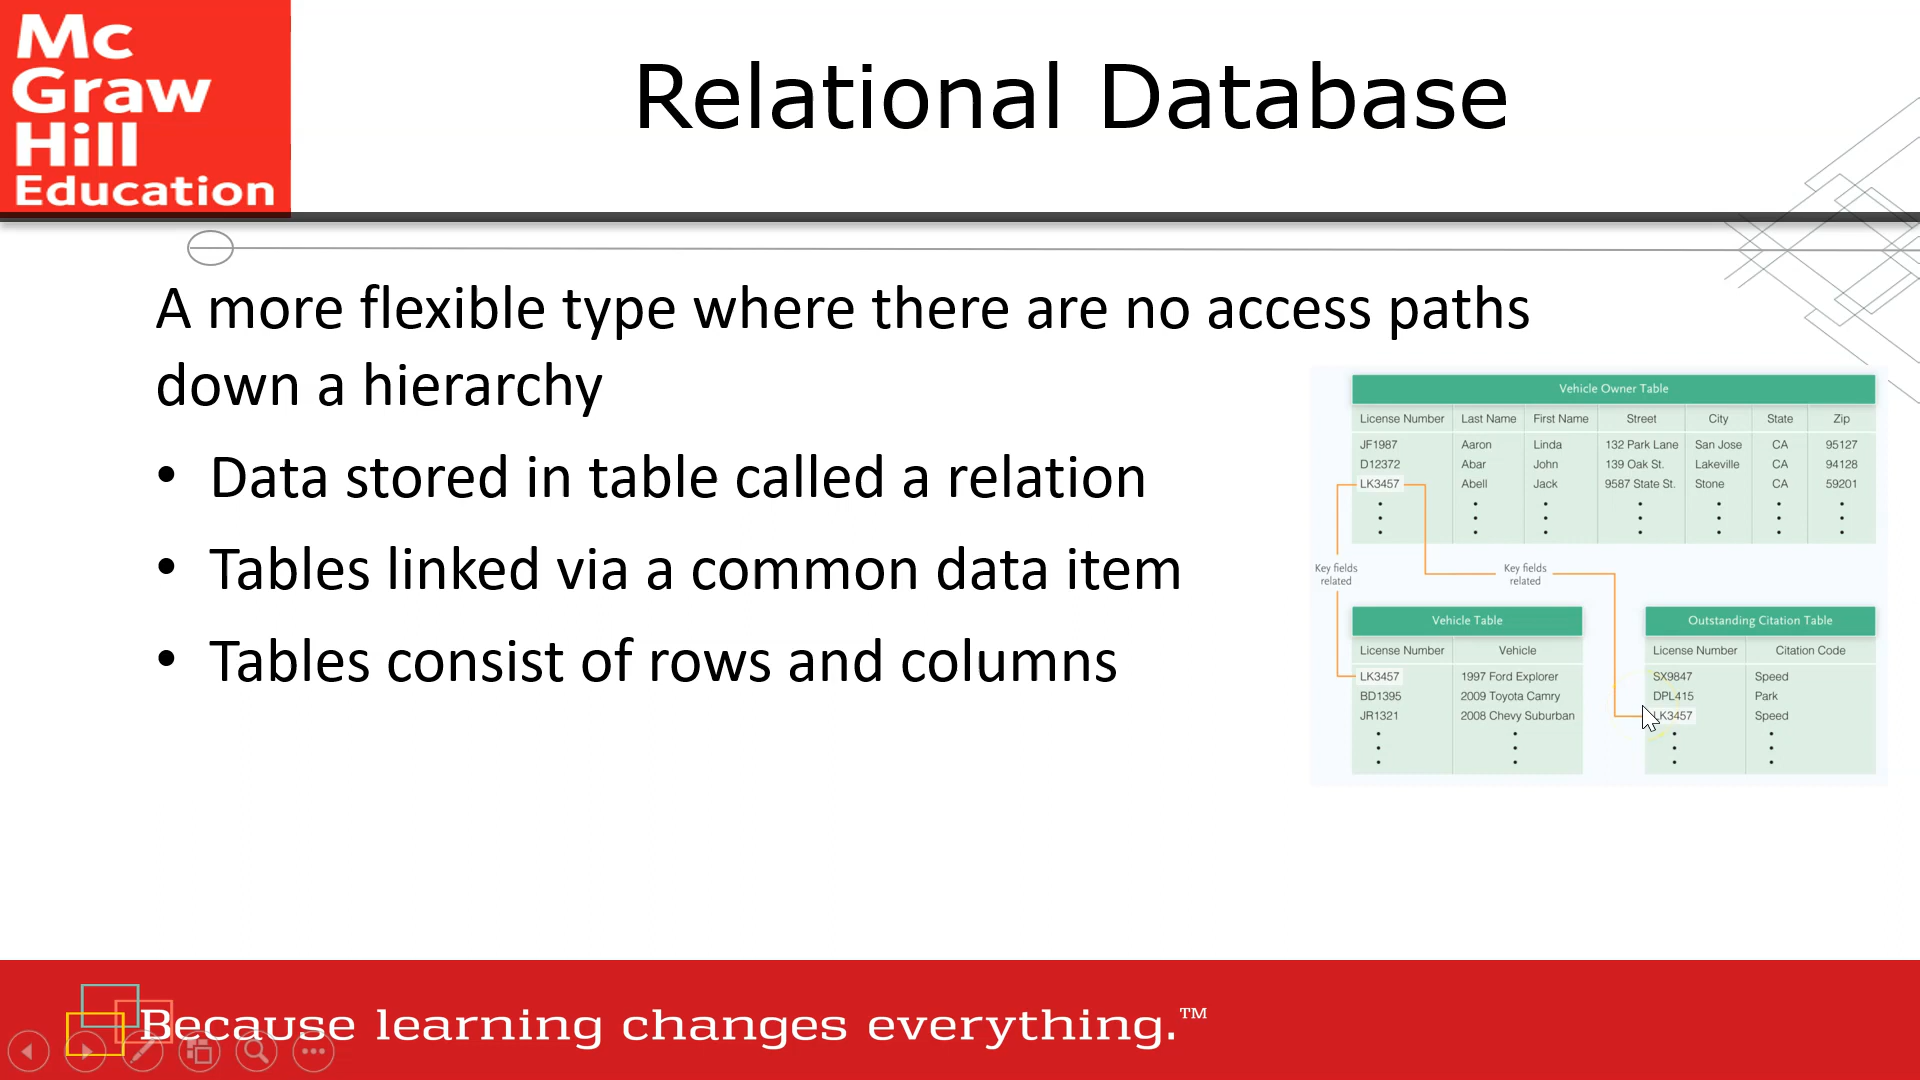 Mc
Graw
Hill
Education
Relational Database
A more flexible type where there are no access paths
down a hierarchy
• Data stored in table called a relation
• Tables linked via a common data item
• Tables consist of rows and columns
Vehicle Owner Table
License Number Last Name First Name Street City State Zip
JF1987 Aaron Linda 132 Park Lane San Jose CA 95127
D12372 Abar John 139 Oak St. Lakeville CA 94128
LK3457 Abell Jack 9587 State St. Stone CA 59201
Key fields
related
Key fields
related
Vehicle Table
License Number Vehicle
LK3457 1997 Ford Explorer
BD1395 2009 Toyota Camry
JR1321 2008 Chevy Suburban
Outstanding Citation Table
License Number Citation Code
SX9847 Speed
DPL415 Park
LK3457 Speed
Because learning changes everything.™